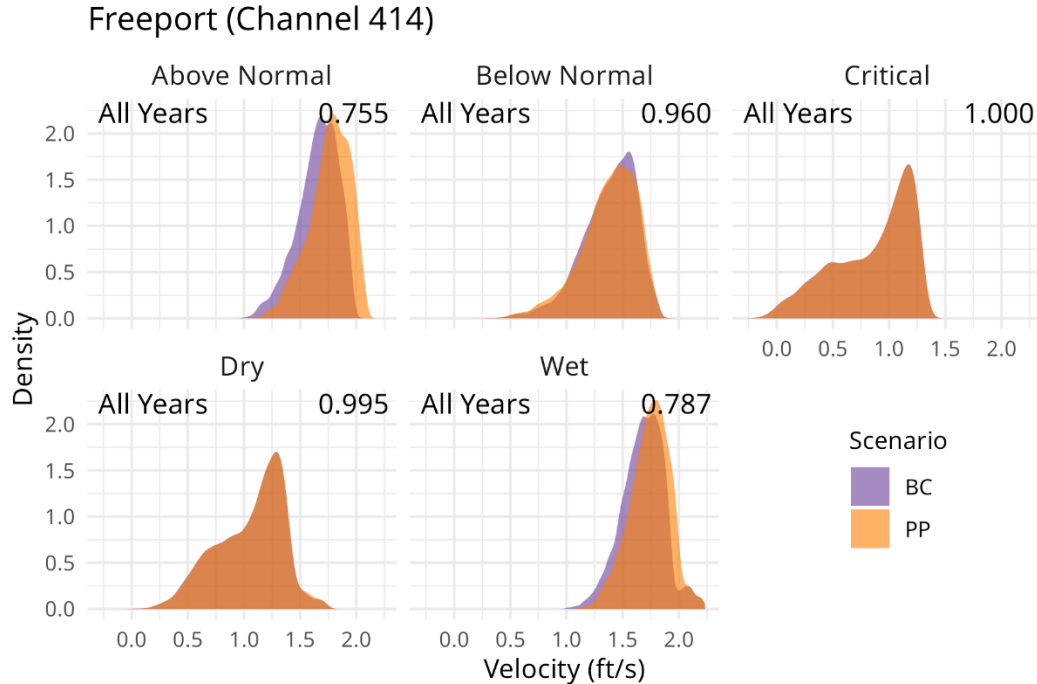 Freeport (Channel 414)
Above Normal
Below Normal
Critical
All Years 0.755
All Years 0.960
All Years 1.000
2.0
1.5
1.0
0.5
0.0
0.0 0.5 1.0 1.5 2.0
Density
Dry
Wet
All Years 0.995
All Years 0.787
2.0
1.5
1.0
0.5
0.0
0.0 0.5 1.0 1.5 2.0
0.0 0.5 1.0 1.5 2.0
Velocity (ft/s)
Scenario
BC
PP